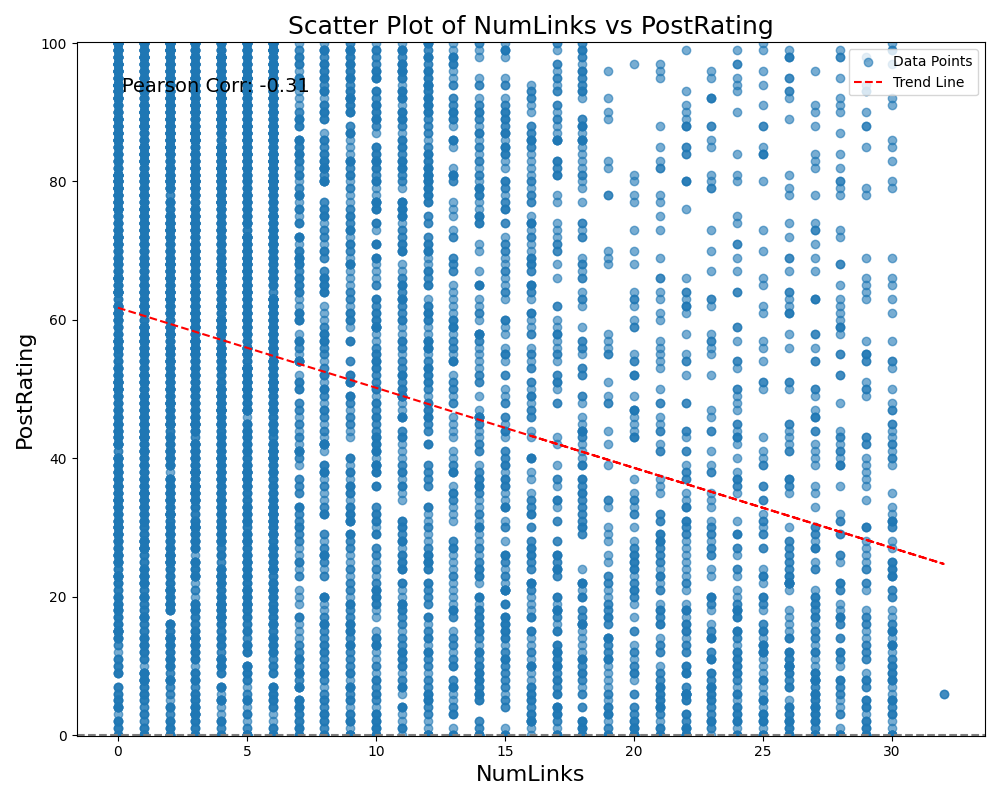 Scatter Plot of NumLinks vs PostRating
Pearson Corr: -0.31
Data Points
Trend Line
PostRating
100
80
60
40
20
0
0 5 10 15 20 25 30
NumLinks